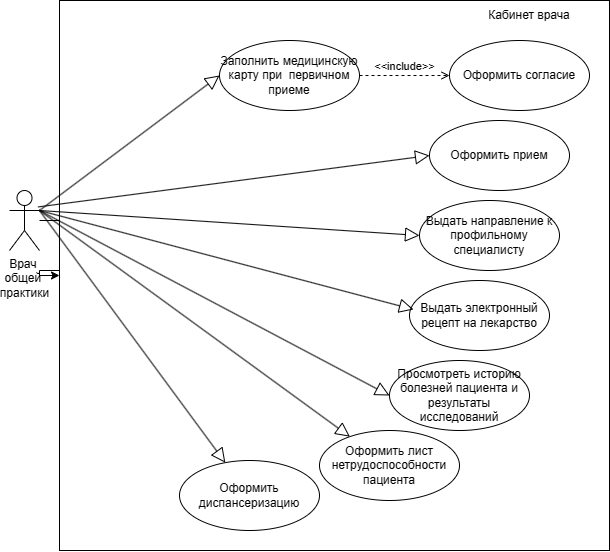 Кабинет врача
Заполнить медицинскую
карту при первичном
приеме
<<include>>
Оформить согласие
Оформить прием
Выдать направление к
профильному
специалисту
Врач
общей
практики
Выдать электронный
рецепт на лекарство
Просмотреть историю
болезней пациента и
результаты
исследований
Оформить лист
нетрудоспособности
пациента
Оформить
диспансеризацию